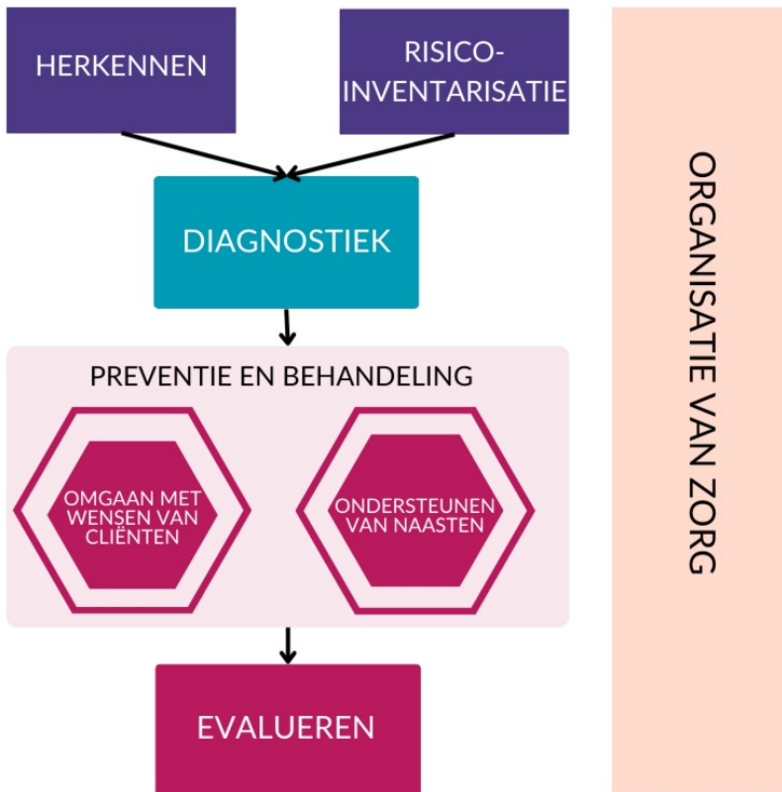 HERKENNEN
RISICO-
INVENTARISATIE
DIAGNOSTIEK
PREVENTIE EN BEHANDELING
OMGAAN MET
WENSEN VAN
CLIËNTEN
ONDERSTEUNEN
VAN NAASTEN
EVALUEREN
ORGANISATIE VAN ZORG